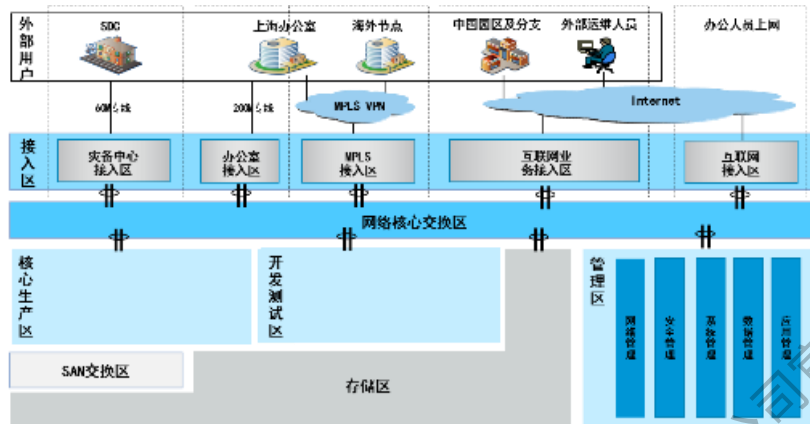 外部用户
SDC
上海办公室
海外节点
中国园区及分支
外部运维人员
办公人员上网
60M专线
200M专线
MPLS VPN
Internet
接入区
灾备中心
接入区
办公室
接入区
MPLS
接入区
互联网业
务接入区
互联网
接入区
网络核心交换区
核心生产区
开发测试区
管理区
网络管理
安全管理
系统管理
数据管理
应用管理
SAN交换区
存储区
公司